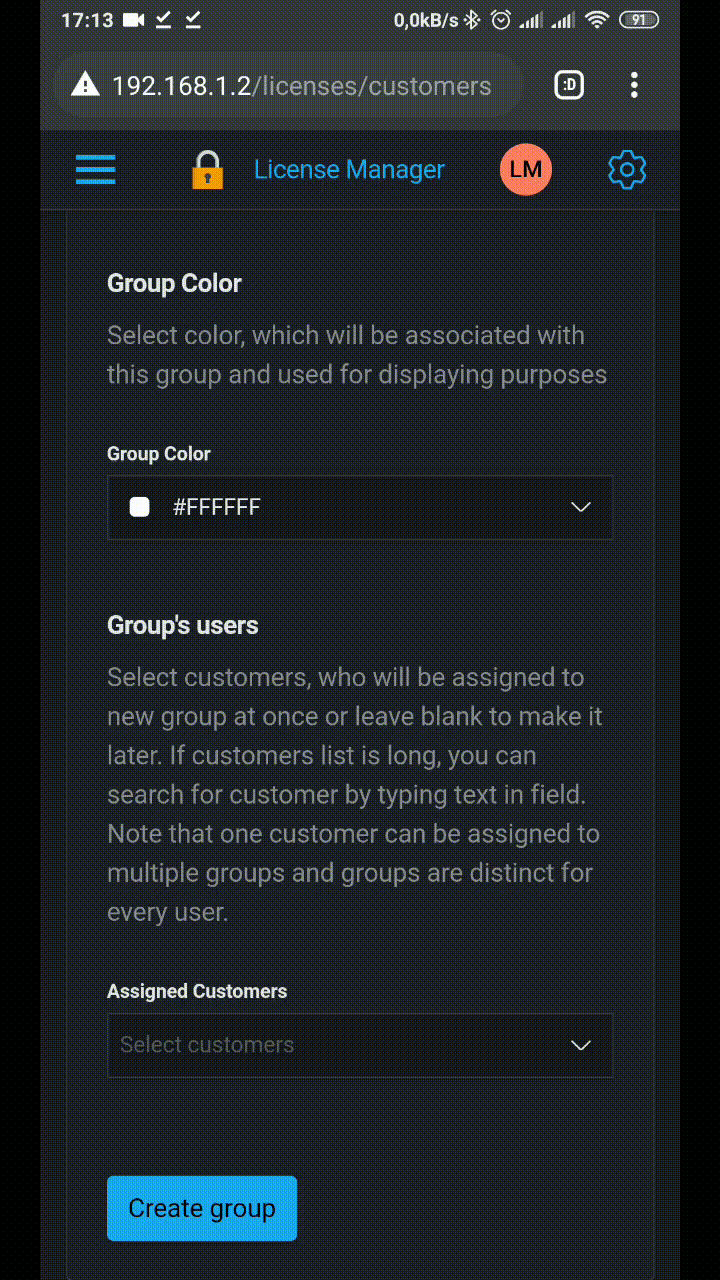 17:13 0,0kB/s 91
192.168.1.2/licenses/customers :D
License Manager LM
Group Color
Select color, which will be associated with
this group and used for displaying purposes
Group Color
#FFFFFF
Group's users
Select customers, who will be assigned to
new group at once or leave blank to make it
later. If customers list is long, you can
search for customer by typing text in field.
Note that one customer can be assigned to
multiple groups and groups are distinct for
every user.
Assigned Customers
Select customers
Create group